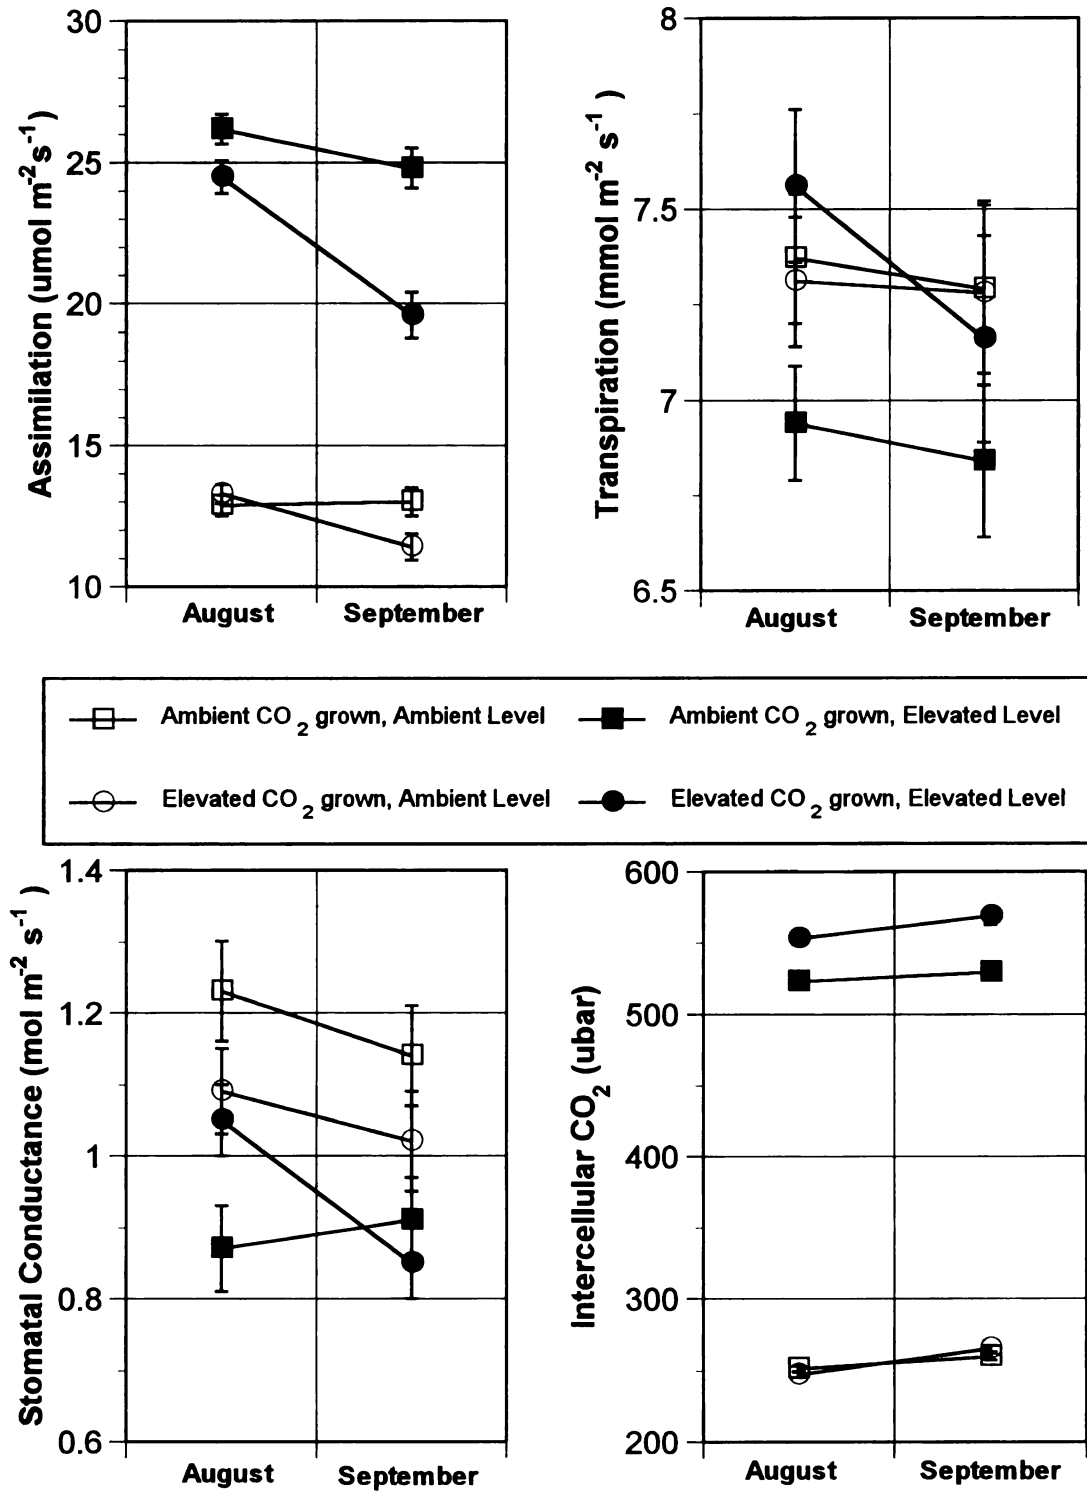 30
25
20
15
10
Assimilation (umol m-2 s-1)
August September
8
7.5
7
6.5
Transpiration (mmol m-2 s-1 )
August September
Ambient CO2 grown, Ambient Level
Ambient CO2 grown, Elevated Level
Elevated CO2 grown, Ambient Level
Elevated CO2 grown, Elevated Level
1.4
1.2
1
0.8
0.6
Stomatal Conductance (mol m-2 s-1 )
August September
600
500
400
300
200
Intercellular CO2 (ubar)
August September